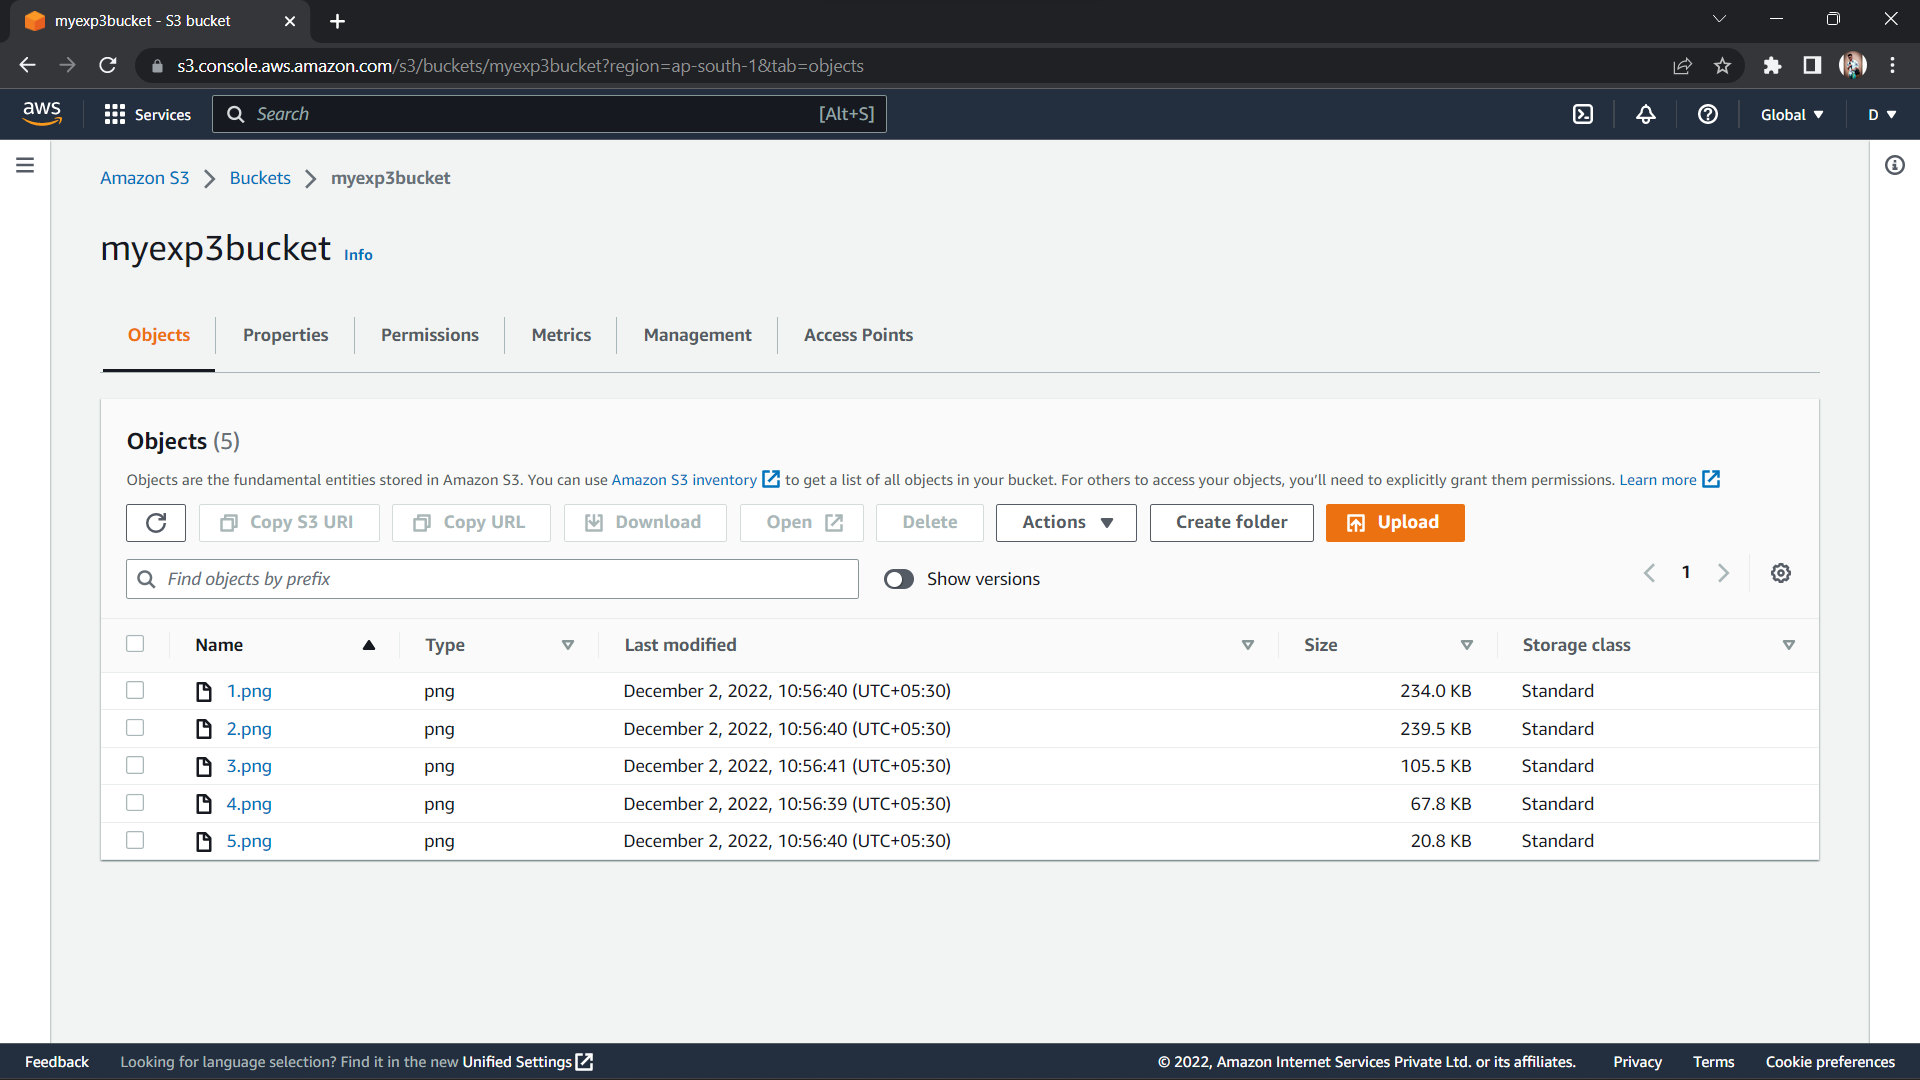 myexp3bucket - S3 bucket
s3.console.aws.amazon.com/s3/buckets/myexp3bucket?region=ap-south-1&tab=objects
aws Services Search [Alt+S] Global D
Amazon S3 Buckets myexp3bucket
myexp3bucket Info
Objects Properties Permissions Metrics Management Access Points
Objects (5)
Objects are the fundamental entities stored in Amazon S3. You can use Amazon S3 inventory to get a list of all objects in your bucket. For others to access your objects, you'll need to explicitly grant them permissions. Learn more
Copy S3 URI Copy URL Download Open Delete Actions Create folder Upload
Find objects by prefix Show versions 1
Name Type Last modified Size Storage class
1.png png December 2, 2022, 10:56:40 (UTC+05:30) 234.0 KB Standard
2.png png December 2, 2022, 10:56:40 (UTC+05:30) 239.5 KB Standard
3.png png December 2, 2022, 10:56:41 (UTC+05:30) 105.5 KB Standard
4.png png December 2, 2022, 10:56:39 (UTC+05:30) 67.8 KB Standard
5.png png December 2, 2022, 10:56:40 (UTC+05:30) 20.8 KB Standard
Feedback Looking for language selection? Find it in the new Unified Settings © 2022, Amazon Internet Services Private Ltd. or its affiliates. Privacy Terms Cookie preferences